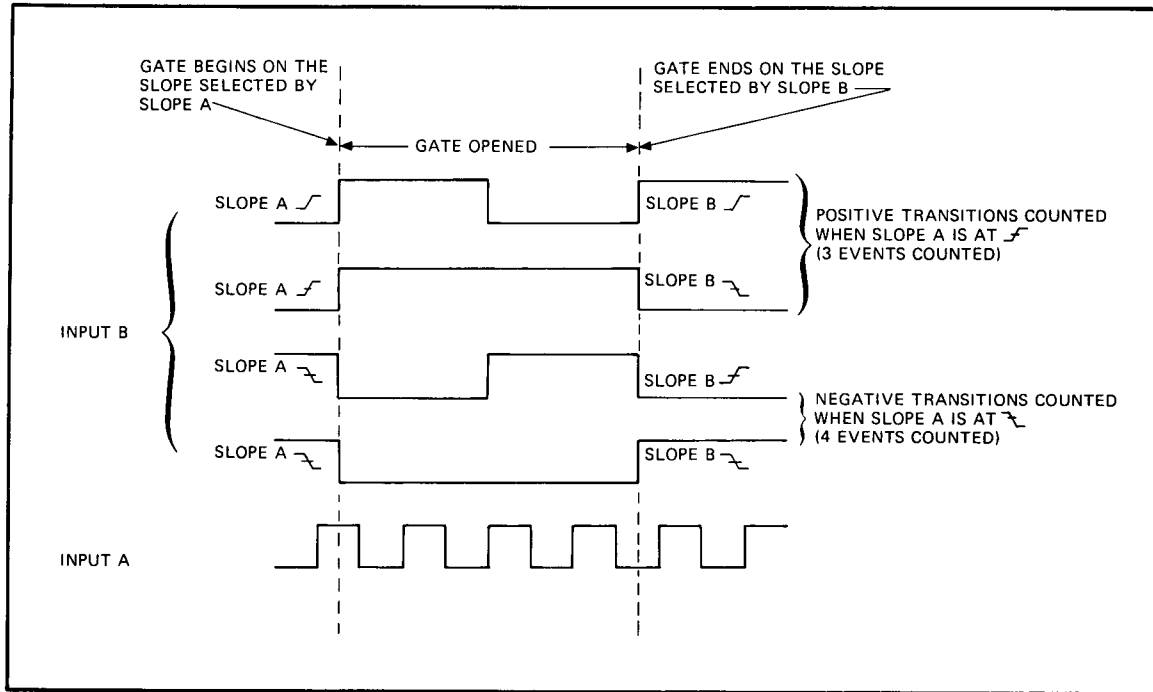 GATE BEGINS ON THE
SLOPE SELECTED BY
SLOPE A
GATE ENDS ON THE SLOPE
SELECTED BY SLOPE B
GATE OPENED
INPUT B
SLOPE A
SLOPE B
SLOPE A
SLOPE B
SLOPE A
SLOPE B
SLOPE A
SLOPE B
POSITIVE TRANSITIONS COUNTED
WHEN SLOPE A IS AT
(3 EVENTS COUNTED)
NEGATIVE TRANSITIONS COUNTED
WHEN SLOPE A IS AT
(4 EVENTS COUNTED)
INPUT A